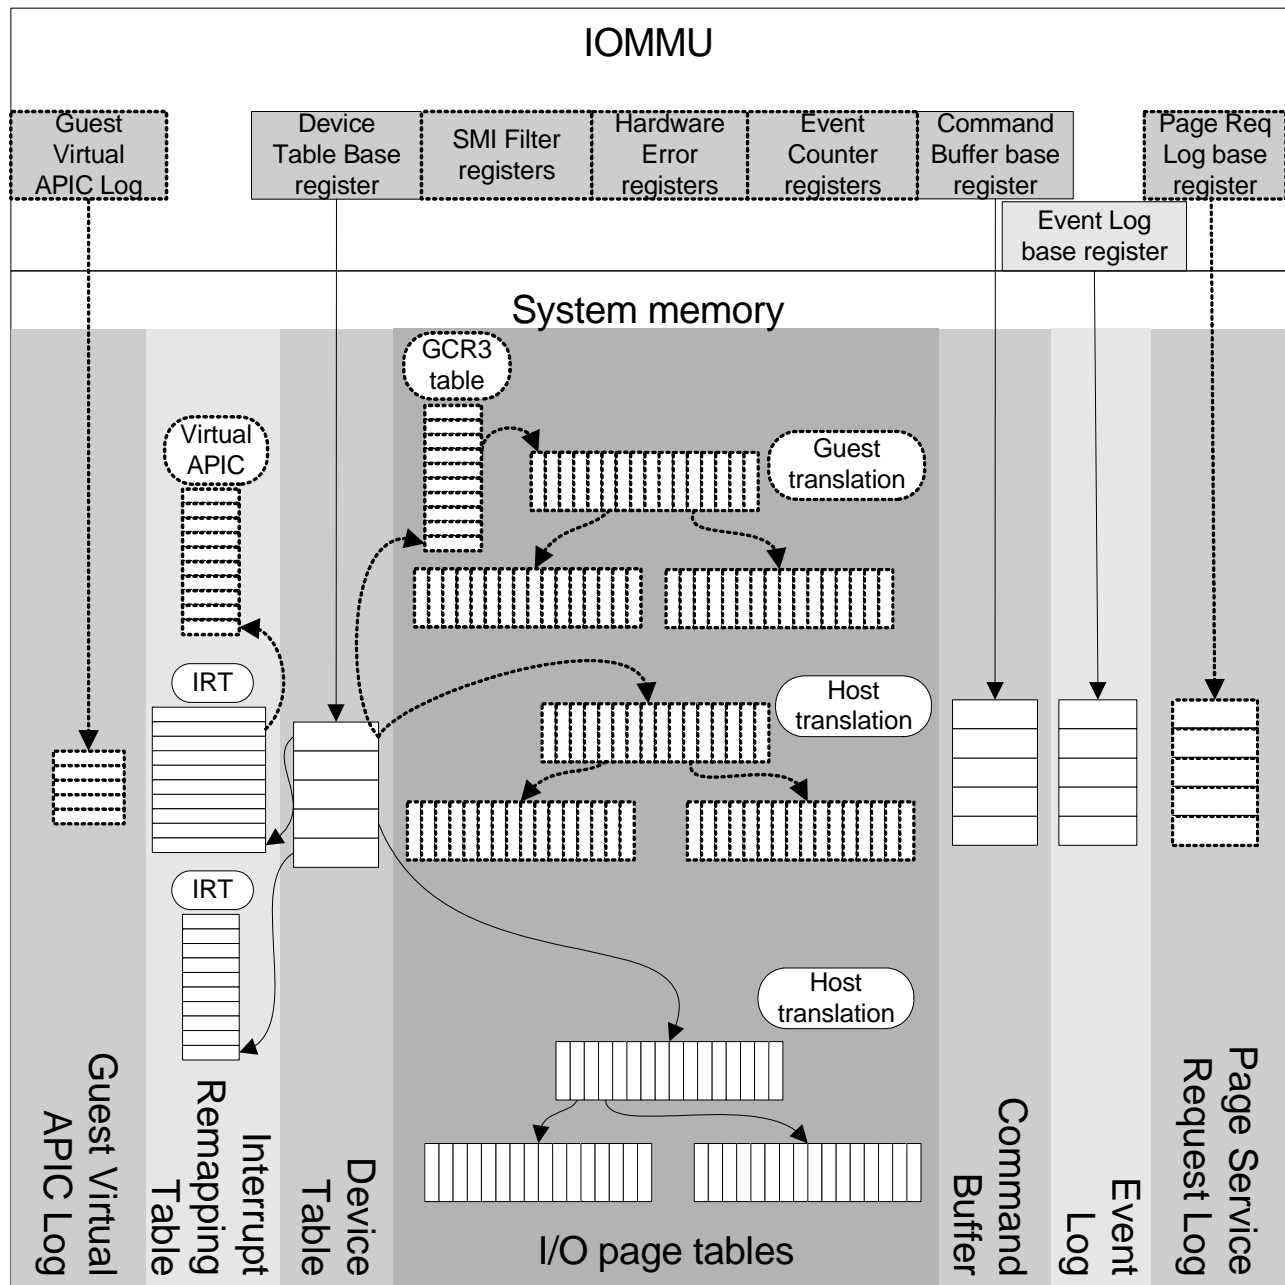 IOMMU
Guest
Virtual
APIC Log
Device
Table Base
register
SMI Filter
registers
Hardware
Error
registers
Event
Counter
registers
Command
Buffer base
register
Page Req
Log base
register
Event Log
base register
System memory
GCR3
table
Virtual
APIC
Guest
translation
IRT
Host
translation
IRT
Host
translation
Guest Virtual
APIC Log
Interrupt
Remapping
Table
Device
Table
I/O page tables
Command
Buffer
Event
Log
Page Service
Request Log